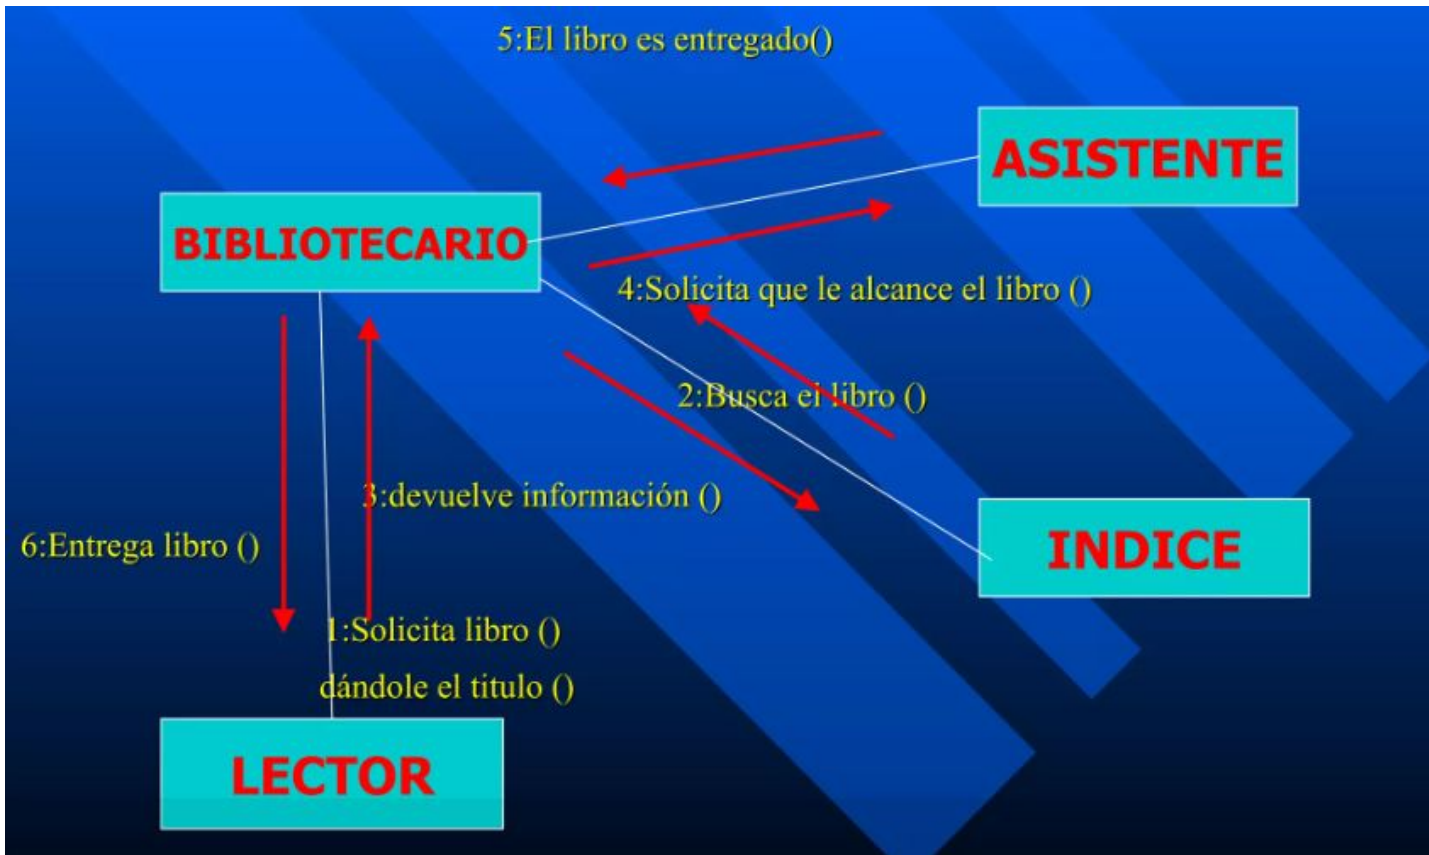 5:El libro es entregado()
ASISTENTE
BIBLIOTECARIO
4:Solicita que le alcance el libro ()
2:Busca el libro ()
3:devuelve información ()
6:Entrega libro ()
INDICE
1:Solicita libro ()
dándole el titulo ()
LECTOR